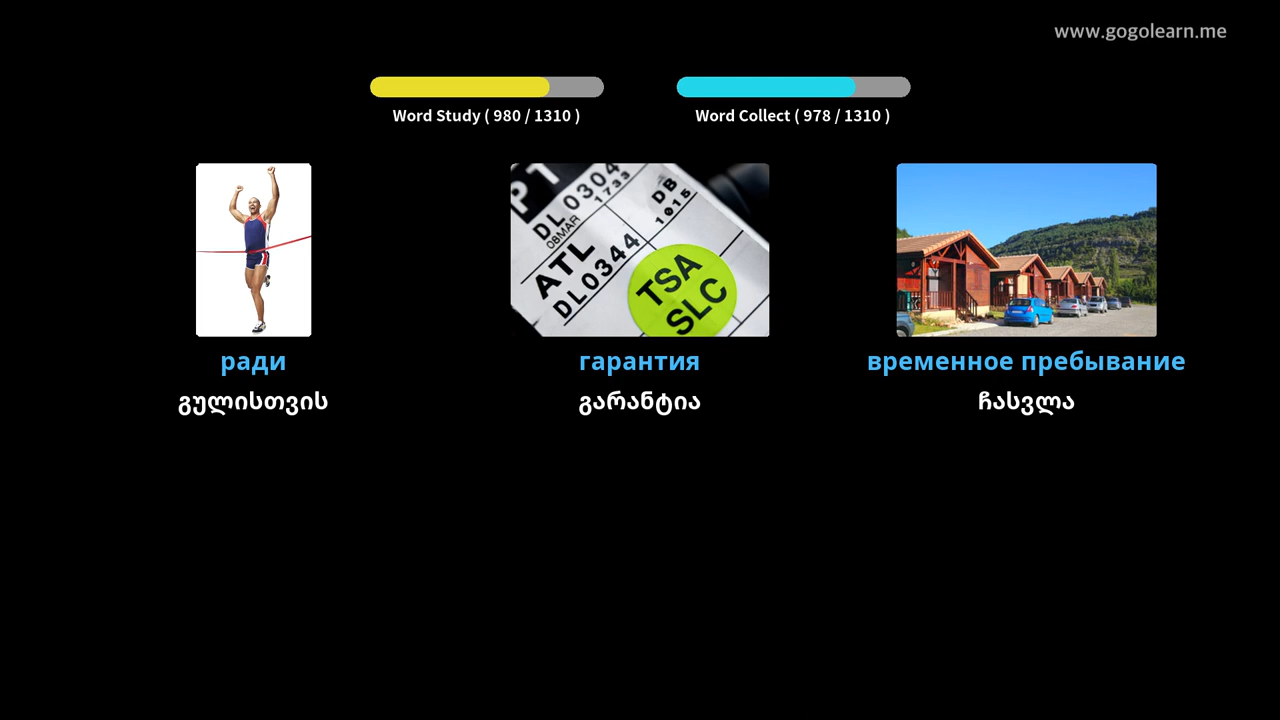 www.gogolearn.me
Word Study ( 980 / 1310 )
Word Collect ( 978 / 1310 )
P1
DL 0304
1733
08MAR
DB
1015
ATL
DL0344
TSA
SLC
ради
гарантия
временное пребывание
გულისთვის
გარანტია
ჩასვლა